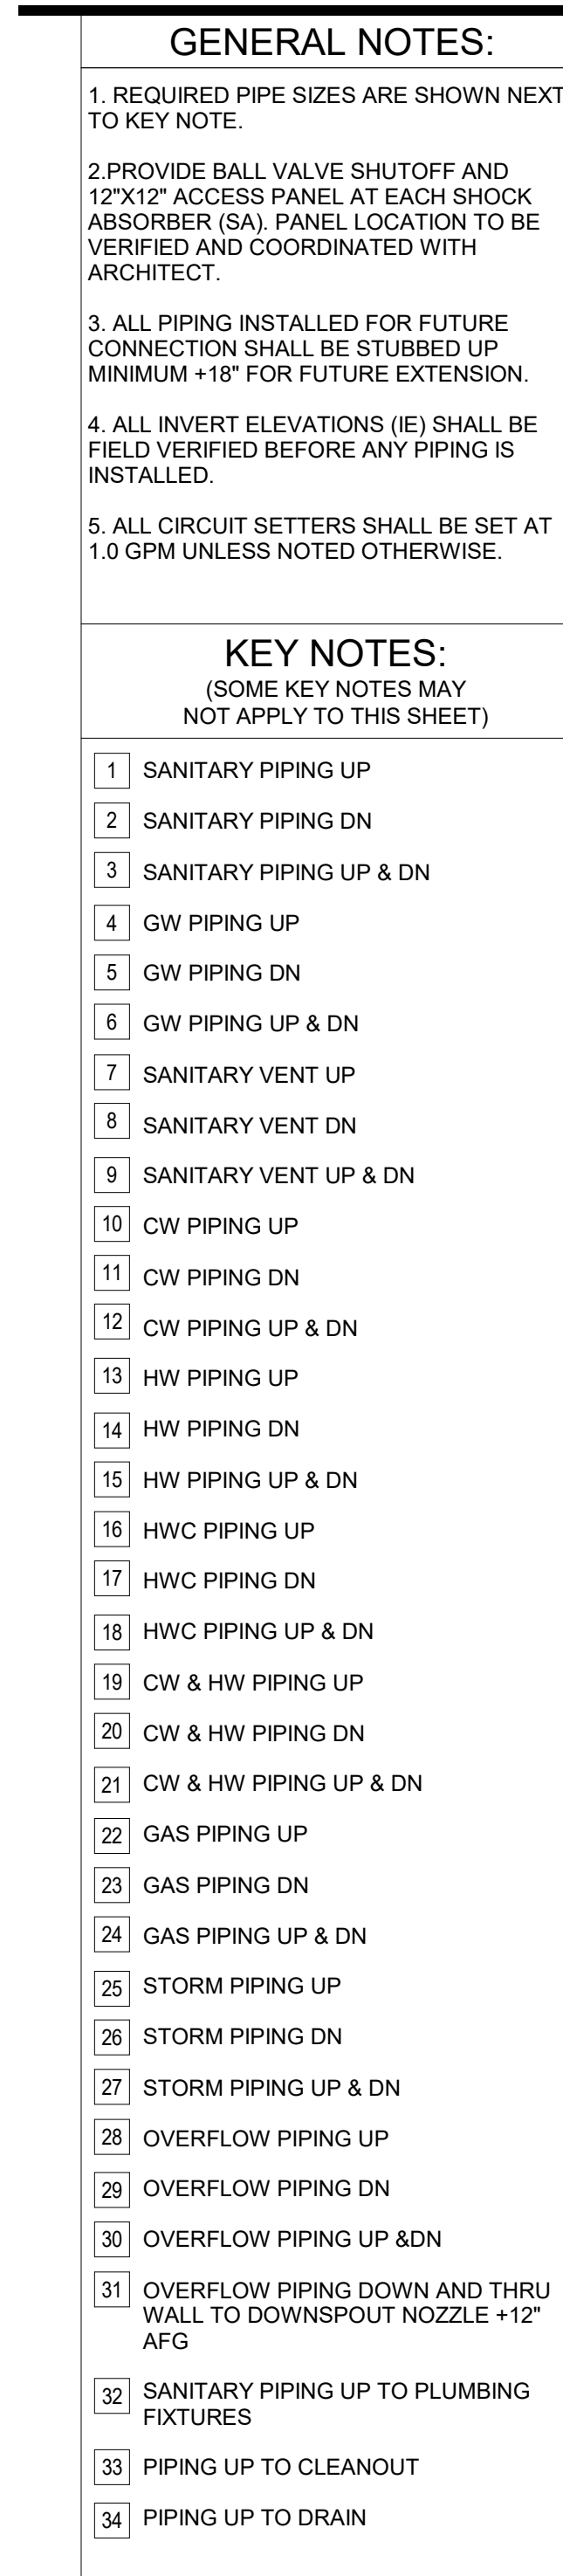 GENERAL NOTES:
1. REQUIRED PIPE SIZES ARE SHOWN NEXT
TO KEY NOTE.
2.PROVIDE BALL VALVE SHUTOFF AND
12"X12" ACCESS PANEL AT EACH SHOCK
ABSORBER (SA). PANEL LOCATION TO BE
VERIFIED AND COORDINATED WITH
ARCHITECT.
3. ALL PIPING INSTALLED FOR FUTURE
CONNECTION SHALL BE STUBBED UP
MINIMUM +18" FOR FUTURE EXTENSION.
4. ALL INVERT ELEVATIONS (IE) SHALL BE
FIELD VERIFIED BEFORE ANY PIPING IS
INSTALLED.
5. ALL CIRCUIT SETTERS SHALL BE SET AT
1.0 GPM UNLESS NOTED OTHERWISE.
KEY NOTES:
(SOME KEY NOTES MAY
NOT APPLY TO THIS SHEET)
1 SANITARY PIPING UP
2 SANITARY PIPING DN
3 SANITARY PIPING UP & DN
4 GW PIPING UP
5 GW PIPING DN
6 GW PIPING UP & DN
7 SANITARY VENT UP
8 SANITARY VENT DN
9 SANITARY VENT UP & DN
10 CW PIPING UP
11 CW PIPING DN
12 CW PIPING UP & DN
13 HW PIPING UP
14 HW PIPING DN
15 HW PIPING UP & DN
16 HWC PIPING UP
17 HWC PIPING DN
18 HWC PIPING UP & DN
19 CW & HW PIPING UP
20 CW & HW PIPING DN
21 CW & HW PIPING UP & DN
22 GAS PIPING UP
23 GAS PIPING DN
24 GAS PIPING UP & DN
25 STORM PIPING UP
26 STORM PIPING DN
27 STORM PIPING UP & DN
28 OVERFLOW PIPING UP
29 OVERFLOW PIPING DN
30 OVERFLOW PIPING UP &DN
31 OVERFLOW PIPING DOWN AND THRU
WALL TO DOWNSPOUT NOZZLE +12"
AFG
32 SANITARY PIPING UP TO PLUMBING
FIXTURES
33 PIPING UP TO CLEANOUT
34 PIPING UP TO DRAIN